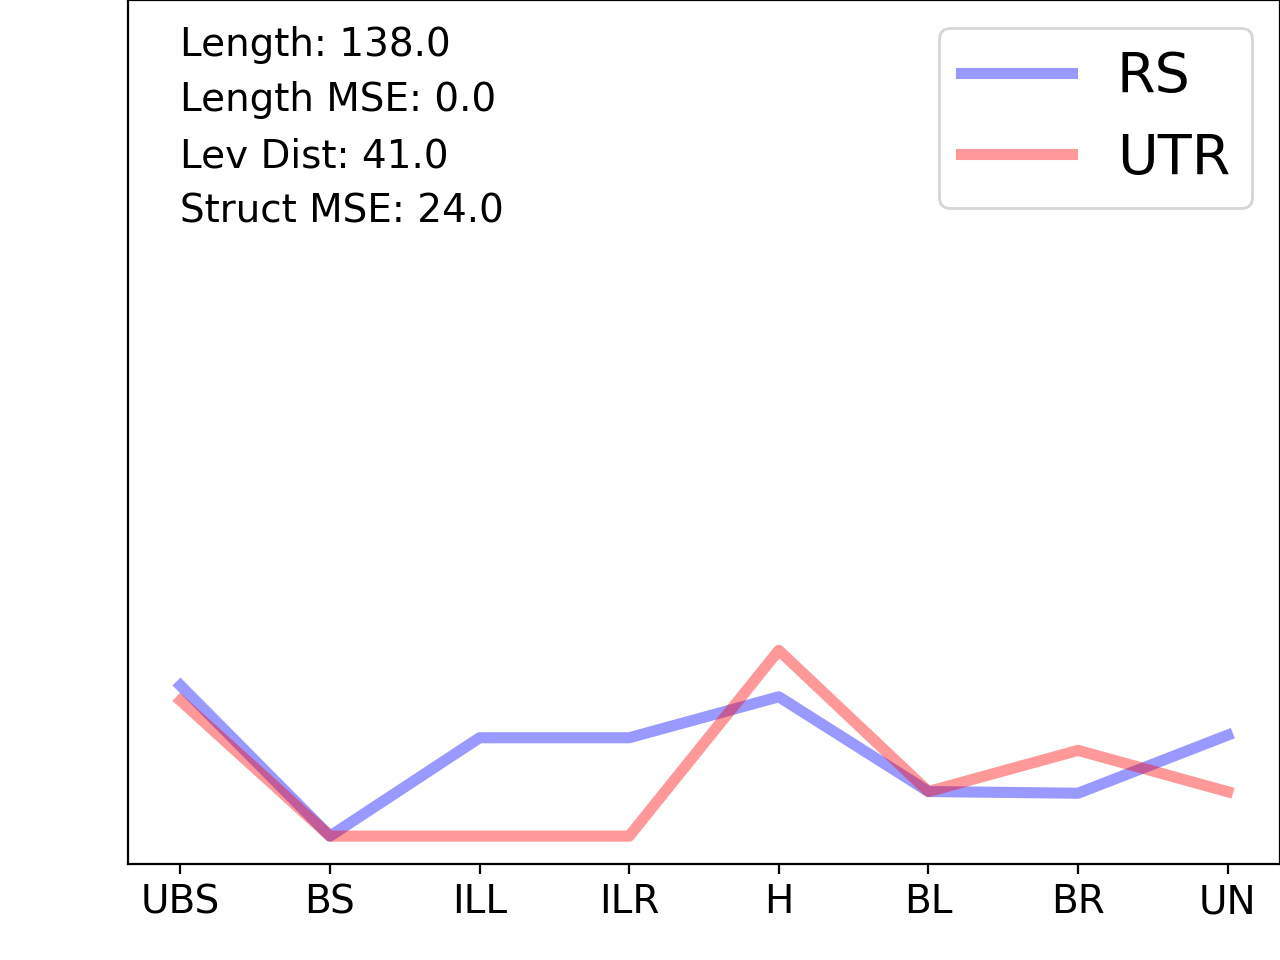 Length: 138.0
Length MSE: 0.0
Lev Dist: 41.0
Struct MSE: 24.0
RS
UTR
UBS BS ILL ILR H BL BR UN